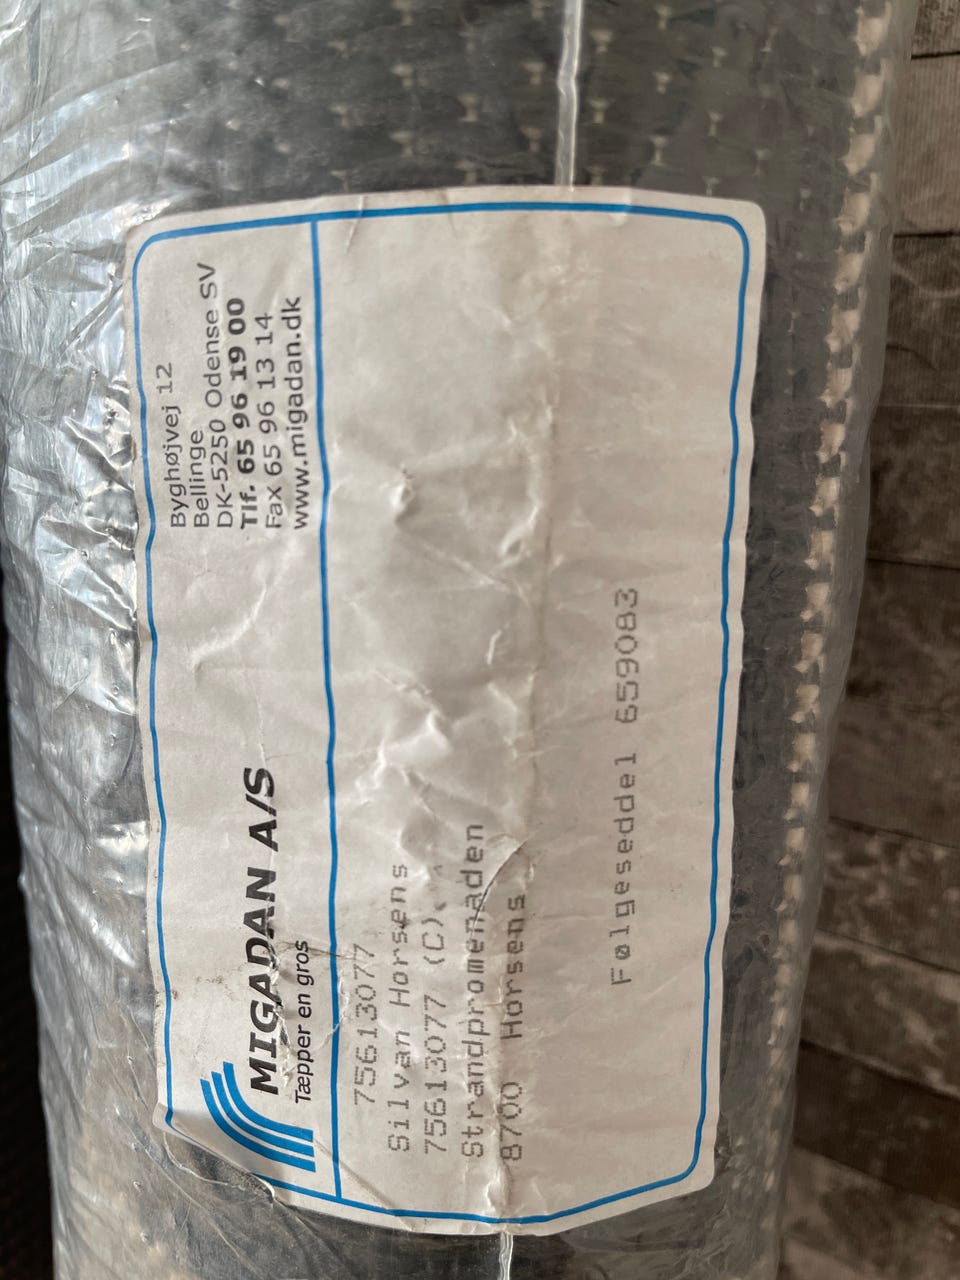 MIGADAN A/S
Tæpper en gros
Byghøjvej 12
Bellinge
DK-5250 Odense SV
Tlf. 65 96 19 00
Fax 65 96 13 14
www.migadan.dk
75613077
Silvan Horsens
75613077 (C).
Strandpromenaden
8700 Horsens
Følgeseddel 659083